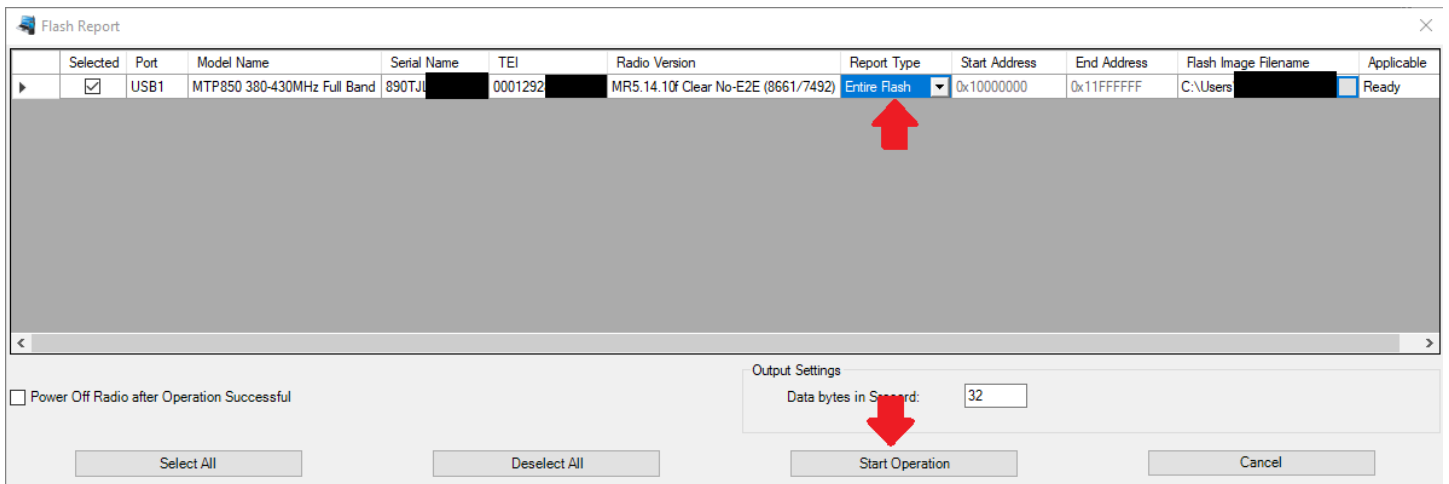 Flash Report
Selected Port Model Name Serial Name TEI Radio Version Report Type Start Address End Address Flash Image Filename Applicable
USB1 MTP850 380-430MHz Full Band 890TJL 0001292 MR5.14.10f Clear No-E2E (8661/7492) Entire Flash 0x10000000 0x11FFFFFF C:\Users Ready
Output Settings
Power Off Radio after Operation Successful
Data bytes in 32
Select All Deselect All Start Operation Cancel